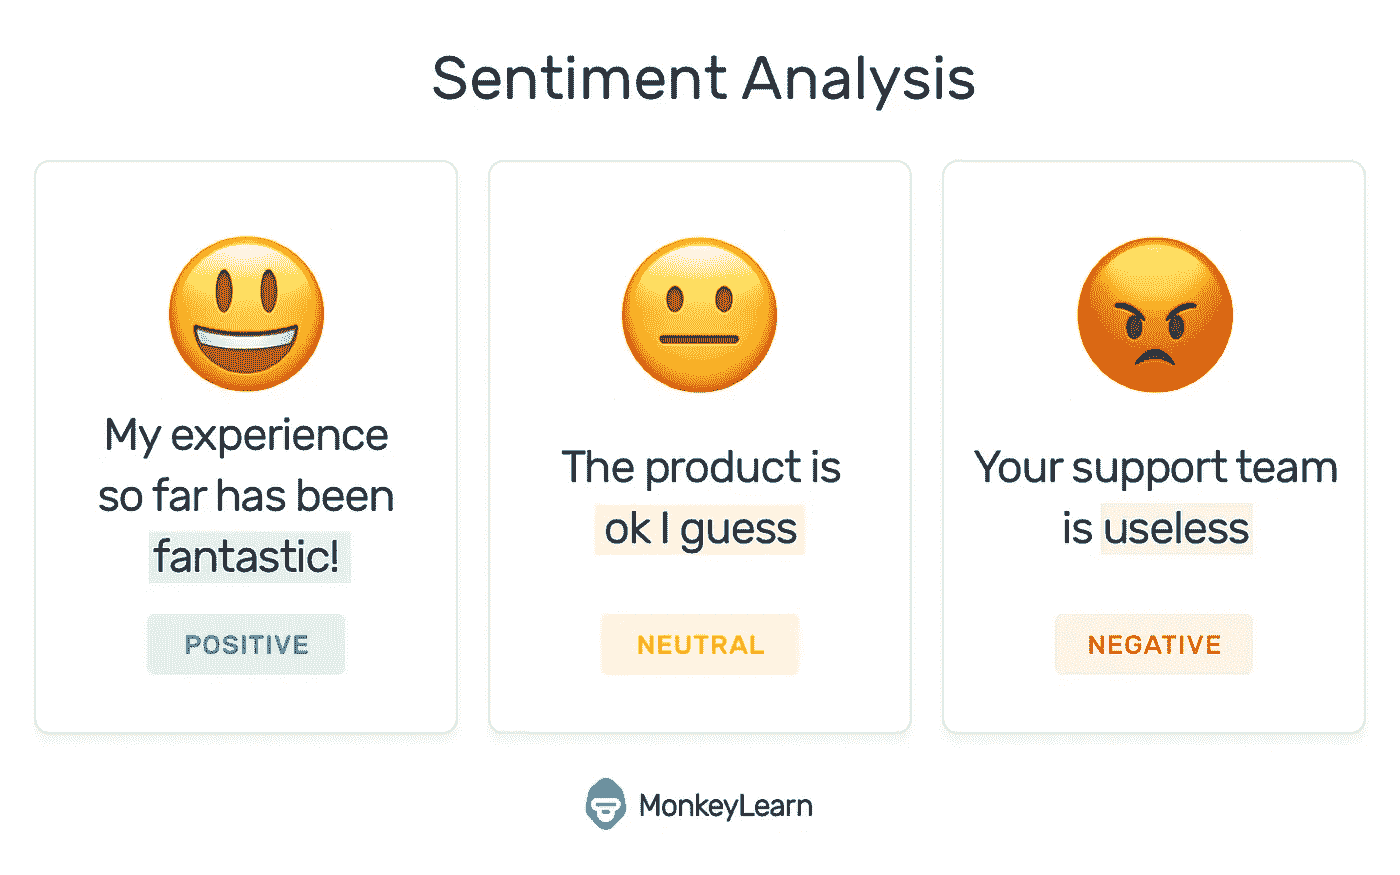 Sentiment Analysis
My experience
so far has been
fantastic!
POSITIVE
The product is
ok I guess
NEUTRAL
Your support team
is useless
NEGATIVE
MonkeyLearn